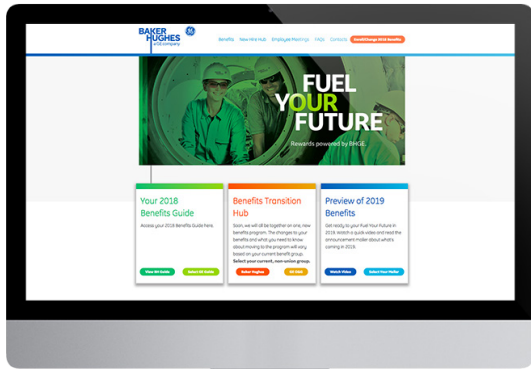 BAKER
HUGHES
a GE company
Benefits New Hire Hub Employee Meetings FAQs Contacts
FUEL
YOUR
FUTURE
Rewards powered by BHGE.
Your 2018
Benefits Guide
Access your 2018 Benefits Guide here.
Benefits Transition
Hub
Soon, we will all be together on one, new
benefits program. The changes to your
benefits and what you need to know
about moving to the program will vary
based on your current benefit group.
Select your current, non-union group.
Baker Hughes
Preview of 2019
Benefits
Get ready to your Fuel Your Future in
2019. Watch a quick video and read the
announcement mailer about what's
coming in 2019.
Watch Video Select Your Mailer